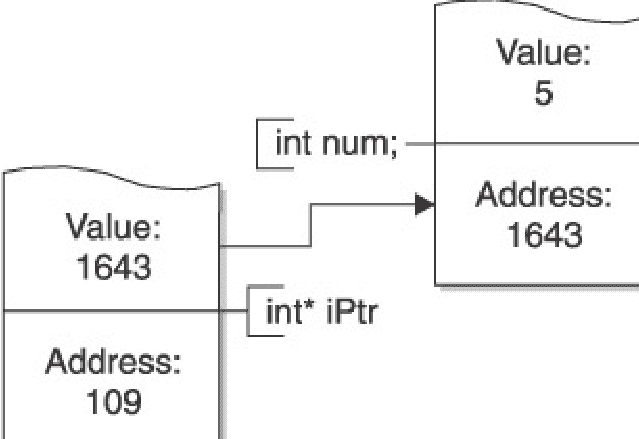 Value:
5
int num;
Address:
1643
Value:
1643
int* iPtr
Address:
109